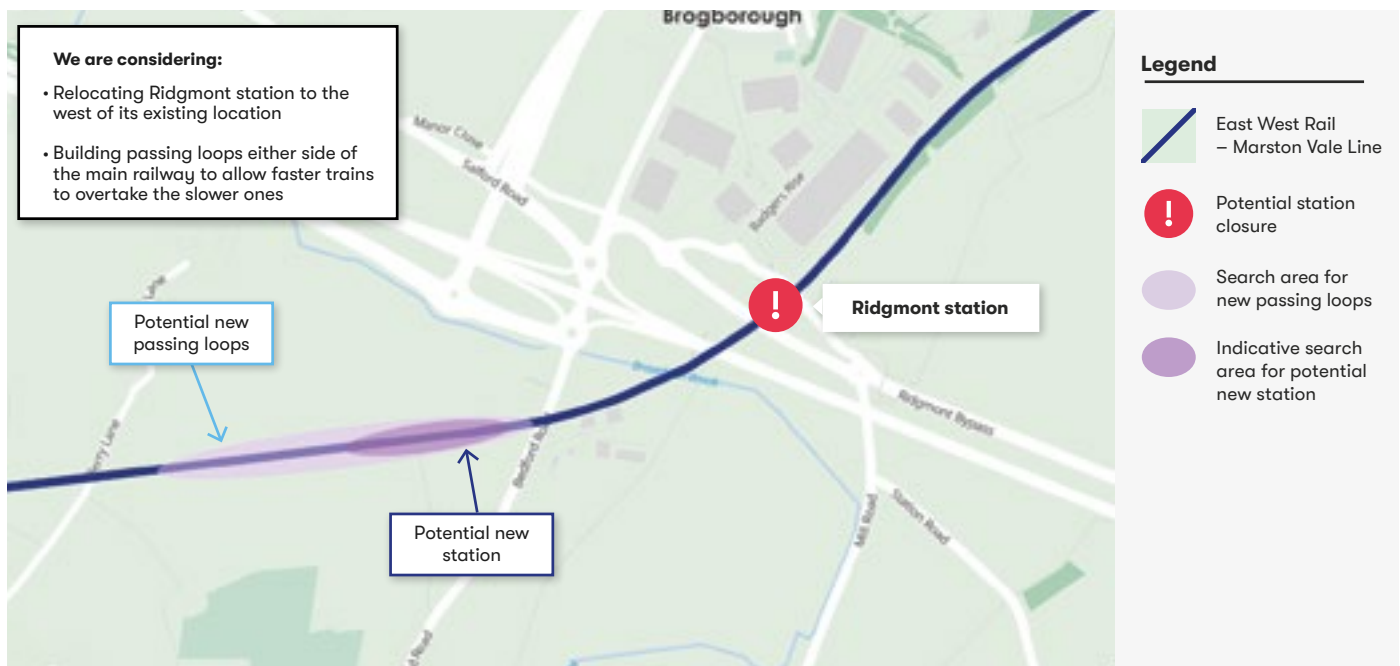 Brogborough
We are considering:
• Relocating Ridgmont station to the
west of its existing location
• Building passing loops either side of
the main railway to allow faster trains
to overtake the slower ones
Manor Close
Salford Road
Badgers Rise
Lane
Potential new
passing loops
Ridgmont station
Ridgmont Bypass
Bedford Road
Potential new
station
Mill Road
Station Road
d Road
Legend
East West Rail
– Marston Vale Line
! Potential station
closure
Search area for
new passing loops
Indicative search
area for potential
new station